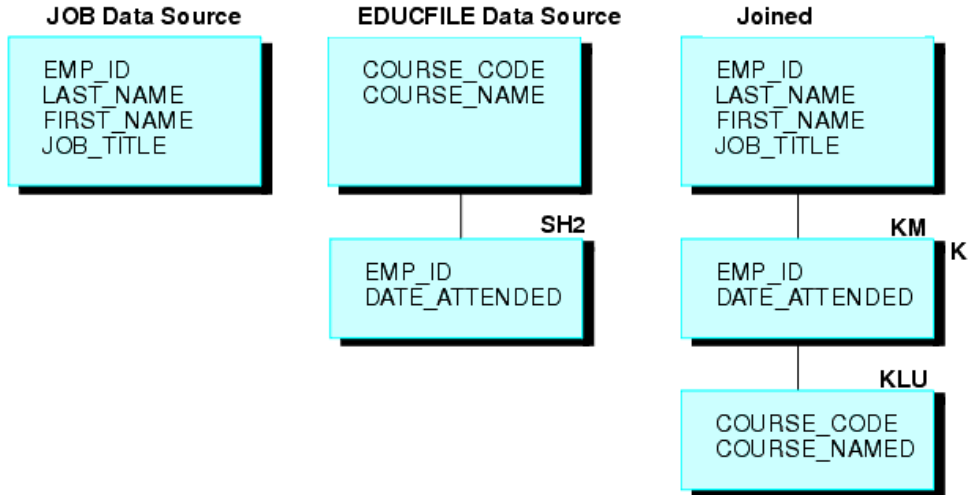 JOB Data Source
EMP_ID
LAST_NAME
FIRST_NAME
JOB_TITLE
EDUCFILE Data Source
COURSE_CODE
COURSE_NAME
SH2
EMP_ID
DATE_ATTENDED
Joined
EMP_ID
LAST_NAME
FIRST_NAME
JOB_TITLE
KM
K
EMP_ID
DATE_ATTENDED
KLU
COURSE_CODE
COURSE_NAMED